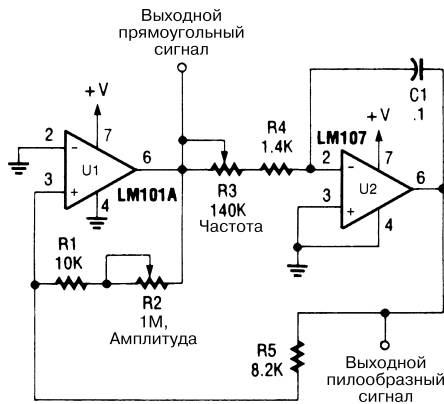 Выходной
прямоугольный
сигнал
+V
2
7
−
U1
6
3
+
4
LM101A
R3
140K
Частота
R4
1.4K
LM107
C1
.1
+V
2
7
−
U2
6
3
+
4
R1
10K
R2
1М,
Амплитуда
R5
8.2K
Выходной
пилообразный
сигнал